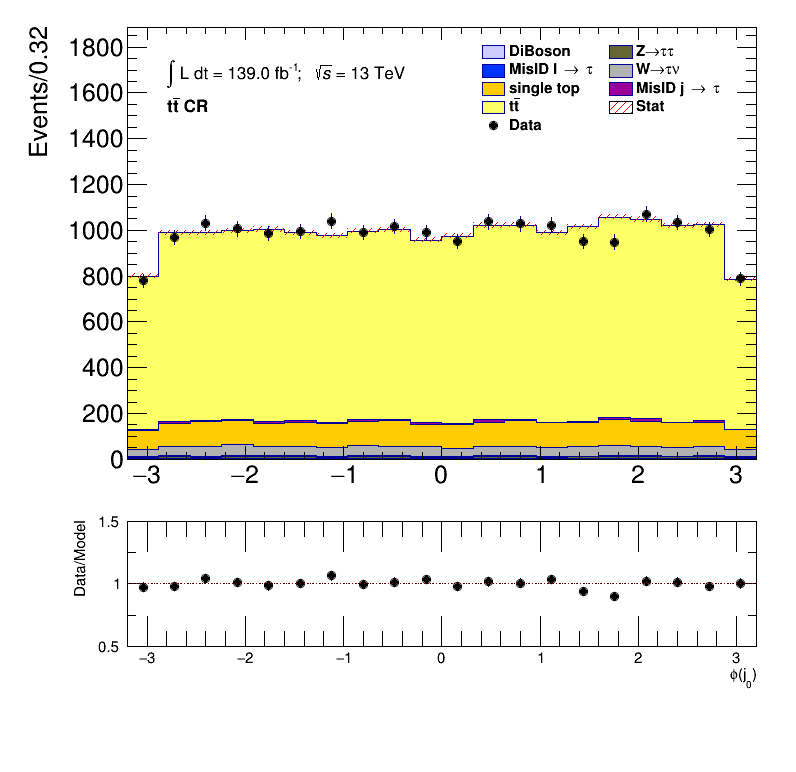 Events/0.32
1800
1600
1400
1200
1000
800
600
400
200
0
∫ L dt = 139.0 fb⁻¹; √s = 13 TeV
tt̄ CR
DiBoson
Z→ττ
MisID l → τ
W→τν
single top
MisID j → τ
tt̄
Stat
Data
−3 −2 −1 0 1 2 3
Data/Model
1.5
1
0.5
−3 −2 −1 0 1 2 3
ϕ(j₀)